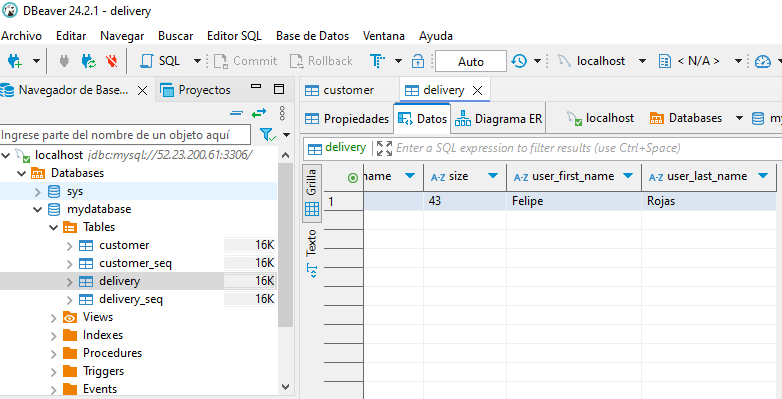 DBeaver 24.2.1 - delivery
Archivo Editar Navegar Buscar Editor SQL Base de Datos Ventana Ayuda
SQL Commit Rollback T Auto localhost < N/A >
Navegador de Base... Proyectos
customer delivery
Propiedades Datos Diagrama ER localhost Databases my
Ingrese parte del nombre de un objeto aquí
delivery Enter a SQL expression to filter results (use Ctrl+Space)
localhost jdbc:mysql://52.23.200.61:3306/
Databases
sys
mydatabase
Tables
customer 16K
customer_seq 16K
delivery 16K
delivery_seq 16K
Views
Indexes
Procedures
Triggers
Events
Grilla
Texto
name A-Z size A-Z user_first_name A-Z user_last_name
1 43 Felipe Rojas